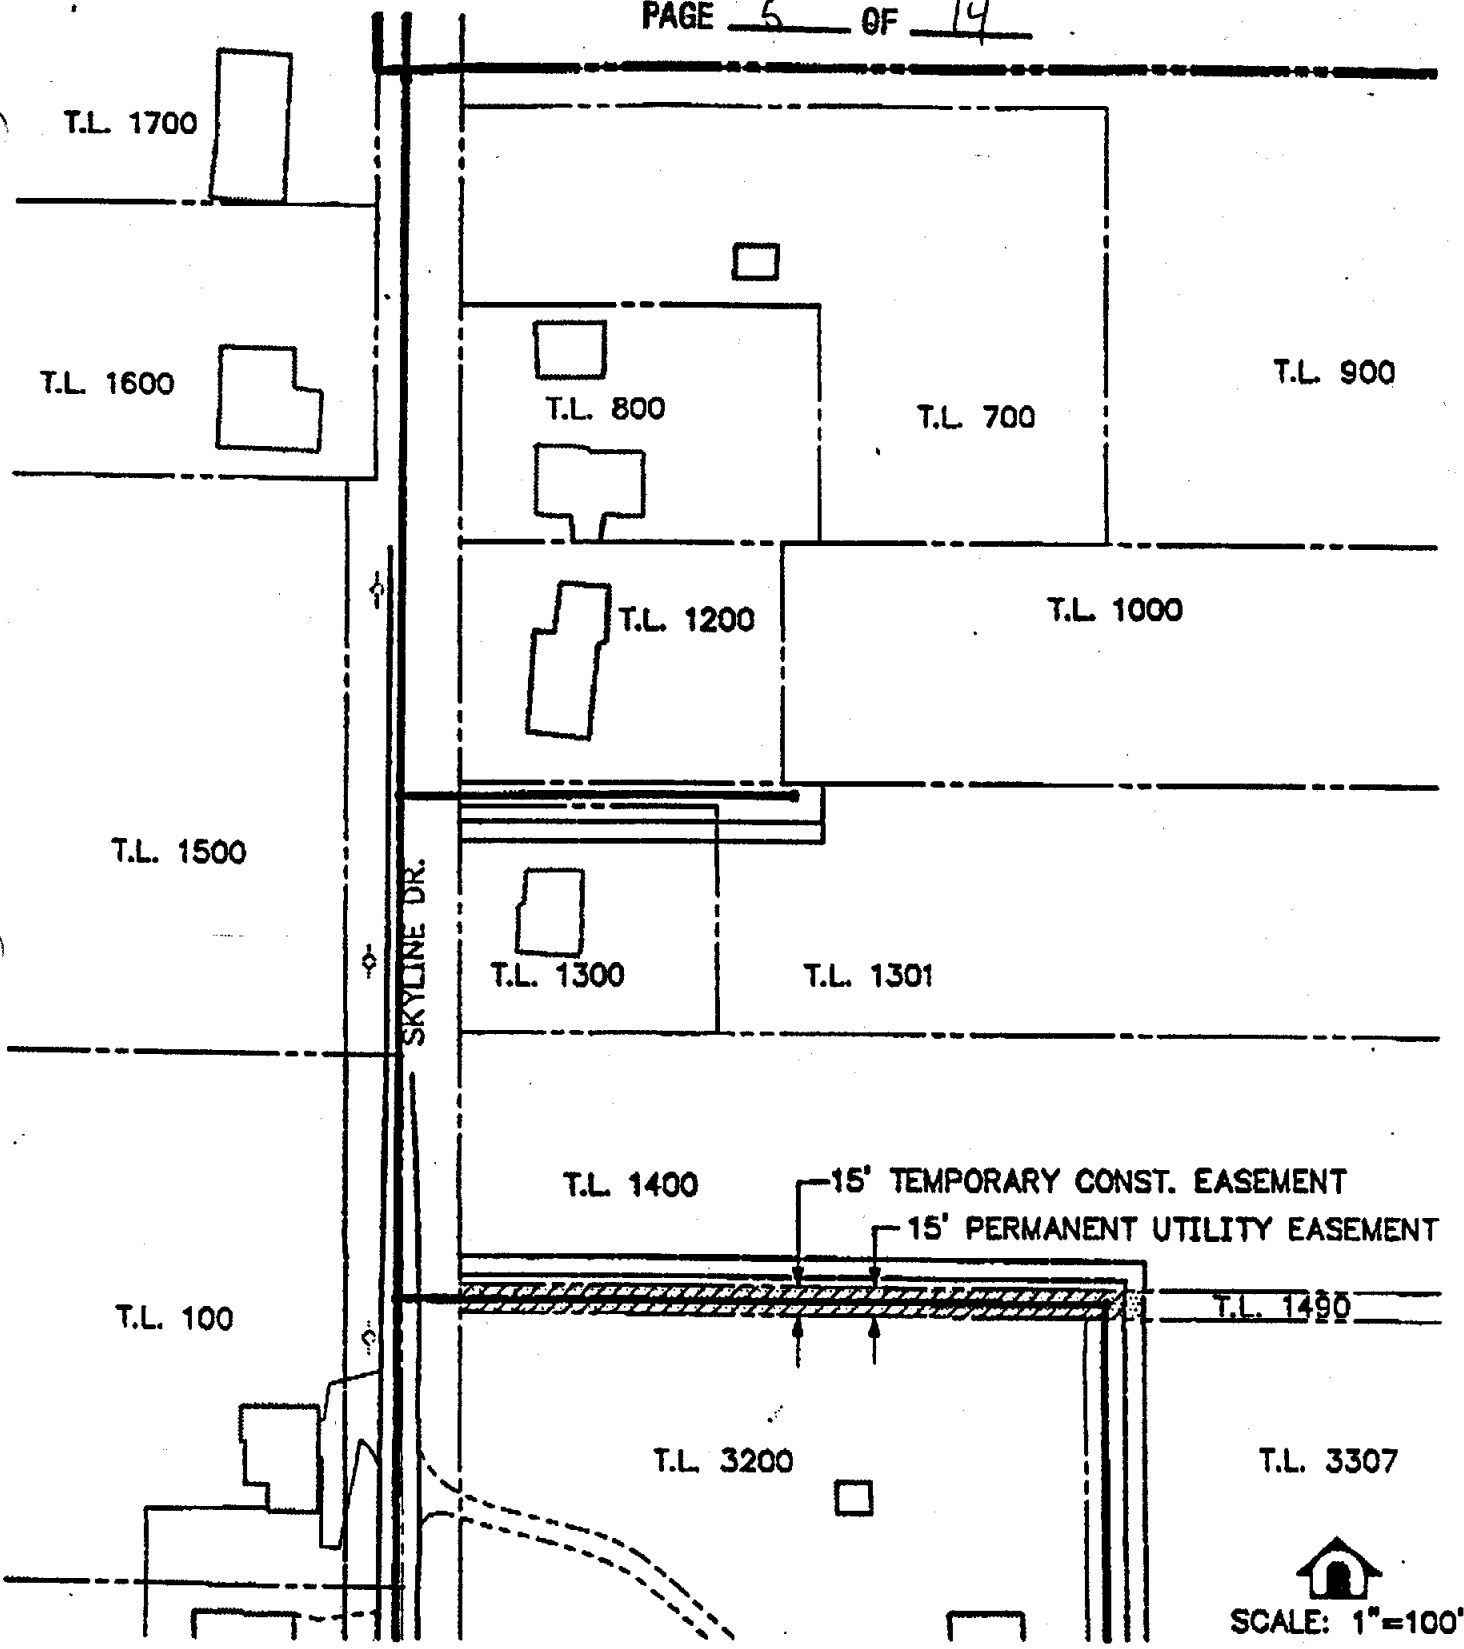 PAGE 5 OF 14
T.L. 1700
T.L. 1600
T.L. 900
T.L. 800
T.L. 700
T.L. 1200
T.L. 1000
T.L. 1500
SKYLINE DR.
T.L. 1300
T.L. 1301
T.L. 1400
15' TEMPORARY CONST. EASEMENT
15' PERMANENT UTILITY EASEMENT
T.L. 100
T.L. 1490
T.L. 3200
T.L. 3307
SCALE: 1"=100'